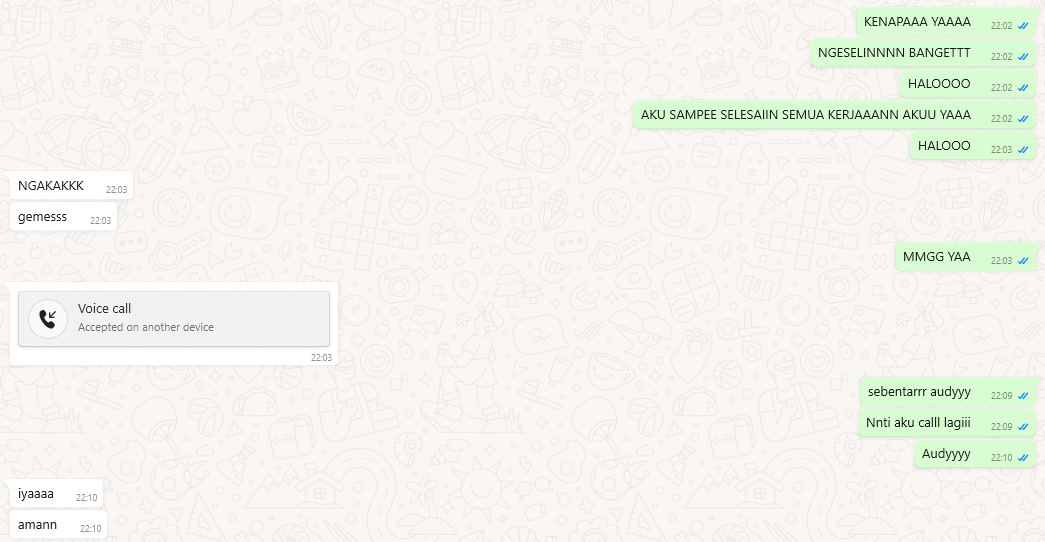 KENAPAAA YAAAA 22:02
NGESELINNNN BANGETTT 22:02
HALOOOO 22:02
AKU SAMPEE SELESAIIN SEMUA KERJAAANN AKUU YAAA 22:02
HALOOO 22:03
NGAKAKKK 22:03
gemesss 22:03
MMGG YAA 22:03
Voice call
Accepted on another device
22:03
sebentarrr audyyy 22:09
Nnti aku calll lagiii 22:09
Audyyyy 22:10
iyaaaa 22:10
amann 22:10